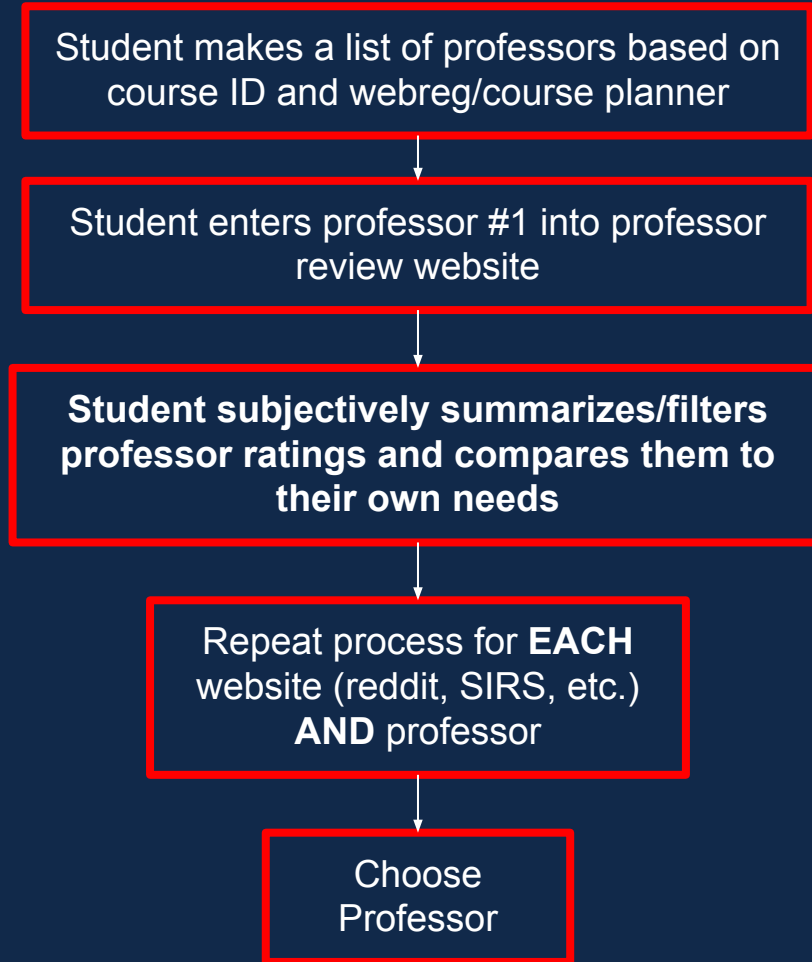 Student makes a list of professors based on
course ID and webreg/course planner
Student enters professor #1 into professor
review website
Student subjectively summarizes/filters
professor ratings and compares them to
their own needs
Repeat process for EACH
website (reddit, SIRS, etc.)
AND professor
Choose
Professor